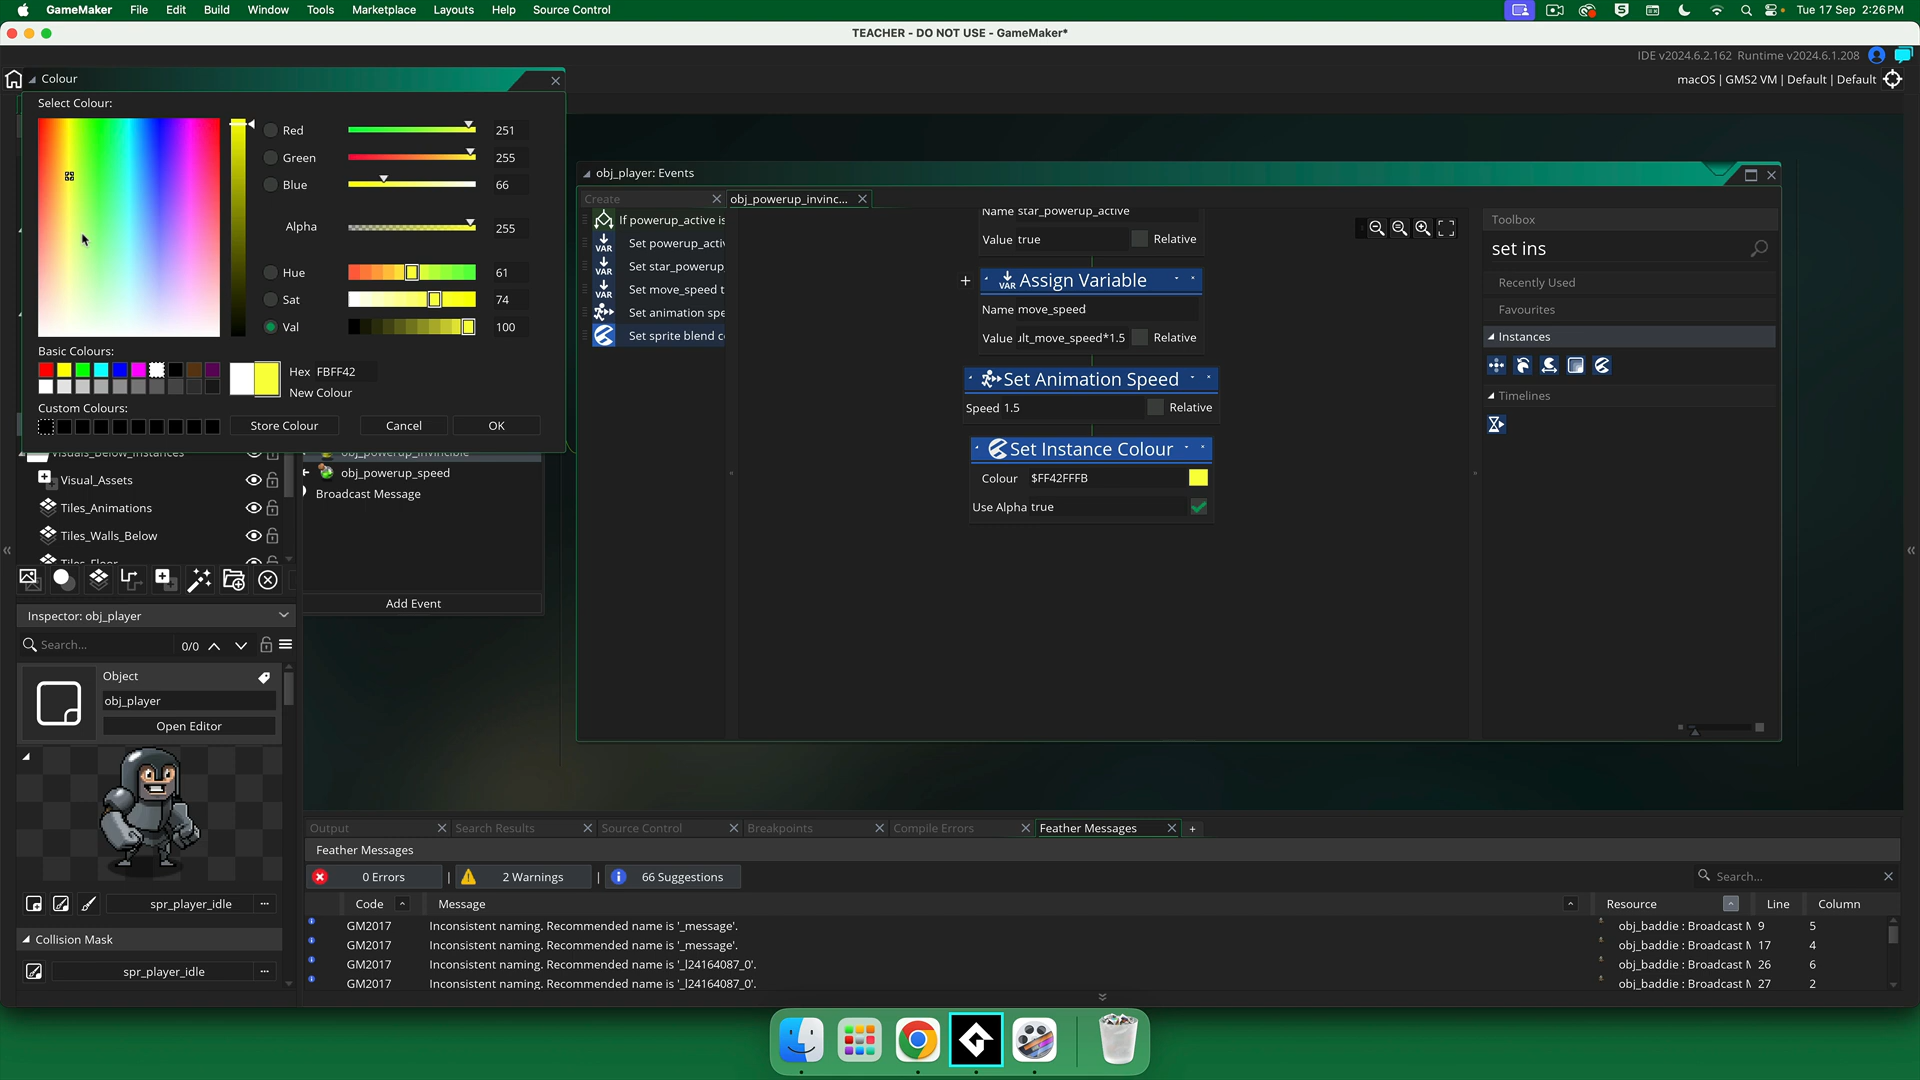 GameMaker File Edit Build Window Tools Marketplace Layouts Help Source Control Tue 17 Sep 2:26PM
TEACHER - DO NOT USE - GameMaker*
IDE v2024.6.2.162 Runtime v2024.6.1.208
macOS | GMS2 VM | Default | Default
Colour
Select Colour:
Red 251
Green 255
Blue 66
Alpha 255
Hue 61
Sat 74
Val 100
Basic Colours:
Hex FBFF42
New Colour
Custom Colours:
Store Colour Cancel OK
Visuals_Below_Instances
Visual_Assets
Tiles_Animations
Tiles_Walls_Below
Tiles_Floor
obj_powerup_invincible
obj_powerup_speed
Broadcast Message
Add Event
obj_player: Events
Create obj_powerup_invinc...
If powerup_active is
Set powerup_activ
Set star_powerup_
Set move_speed t
Set animation spe
Set sprite blend c
Name star_powerup_active
Value true Relative
VAR Assign Variable
Name move_speed
Value ult_move_speed*1.5 Relative
Set Animation Speed
Speed 1.5 Relative
Set Instance Colour
Colour $FF42FFFB
Use Alpha true
Toolbox
set ins
Recently Used
Favourites
Instances
Timelines
Inspector: obj_player
Search... 0/0
Object
obj_player
Open Editor
spr_player_idle ...
Collision Mask
spr_player_idle ...
Output Search Results Source Control Breakpoints Compile Errors Feather Messages +
Feather Messages
0 Errors | 2 Warnings | 66 Suggestions Search...
Code Message Resource Line Column
GM2017 Inconsistent naming. Recommended name is '_message'. obj_baddie : Broadcast M 9 5
GM2017 Inconsistent naming. Recommended name is '_message'. obj_baddie : Broadcast M 17 4
GM2017 Inconsistent naming. Recommended name is '_l24164087_0'. obj_baddie : Broadcast M 26 6
GM2017 Inconsistent naming. Recommended name is '_l24164087_0'. obj_baddie : Broadcast M 27 2